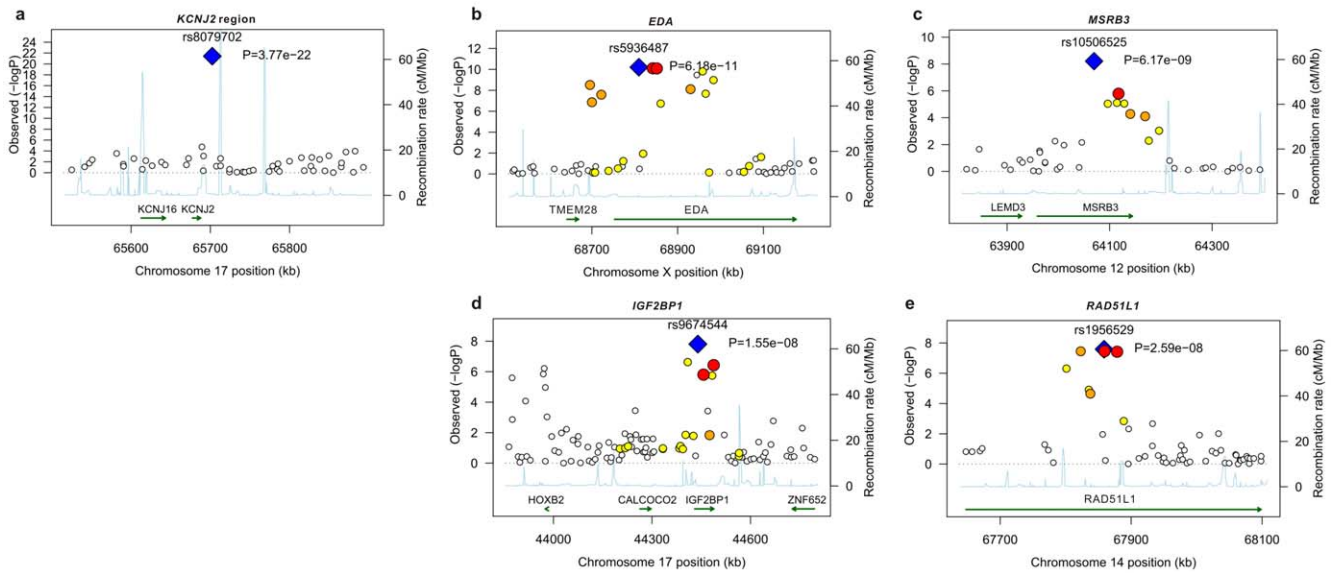 a
KCNJ2 region
rs8079702
P=3.77e−22
Observed (−logP)
24
22
20
18
16
14
12
10
8
6
4
2
0
Recombination rate (cM/Mb)
60
40
20
0
KCNJ16 KCNJ2
65600 65700 65800
Chromosome 17 position (kb)
b
EDA
rs5936487
P=6.18e−11
Observed (−logP)
12
10
8
6
4
2
0
Recombination rate (cM/Mb)
60
40
20
0
TMEM28 EDA
68700 68900 69100
Chromosome X position (kb)
c
MSRB3
rs10506525
P=6.17e−09
Observed (−logP)
10
8
6
4
2
0
Recombination rate (cM/Mb)
60
40
20
0
LEMD3 MSRB3
63900 64100 64300
Chromosome 12 position (kb)
d
IGF2BP1
rs9674544
P=1.55e−08
Observed (−logP)
8
6
4
2
0
Recombination rate (cM/Mb)
60
40
20
0
HOXB2 CALCOCO2 IGF2BP1 ZNF652
44000 44300 44600
Chromosome 17 position (kb)
e
RAD51L1
rs1956529
P=2.59e−08
Observed (−logP)
8
6
4
2
0
Recombination rate (cM/Mb)
60
40
20
0
RAD51L1
67700 67900 68100
Chromosome 14 position (kb)